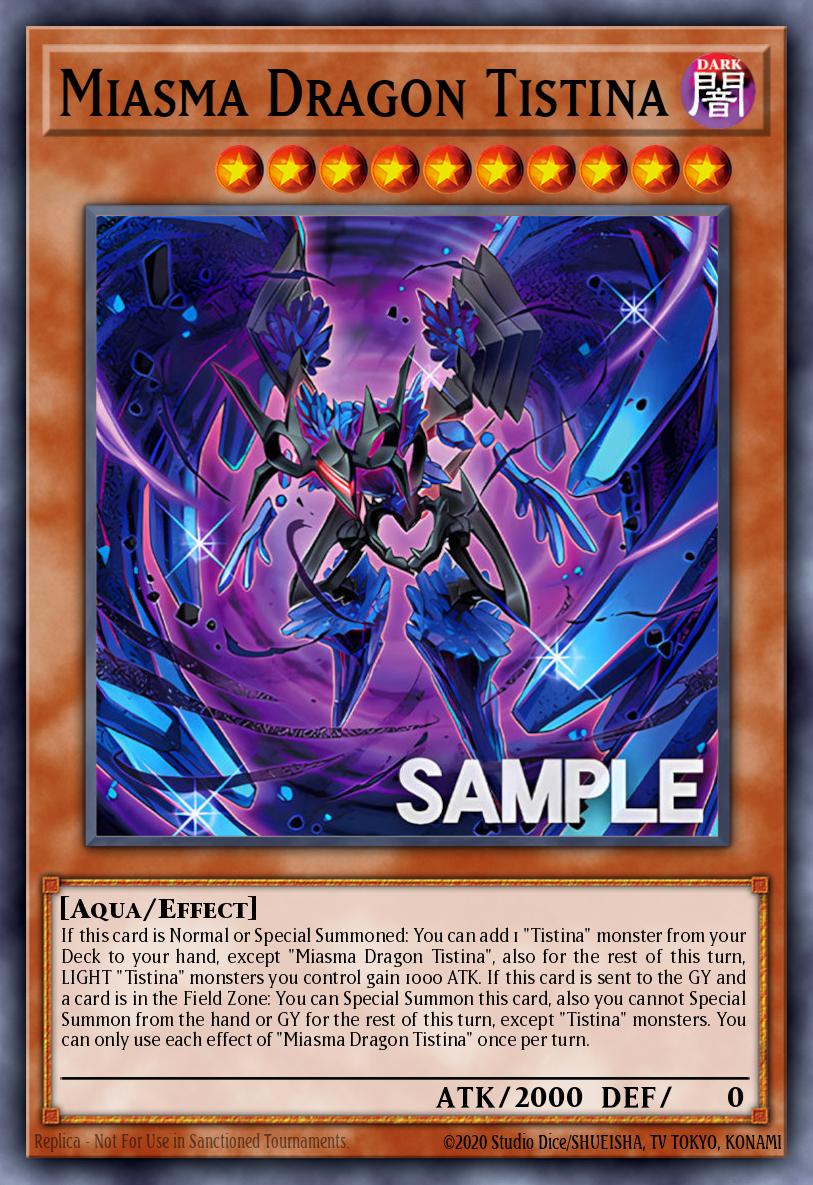 Miasma Dragon Tistina
DARK
闇
SAMPLE
[Aqua/Effect]
If this card is Normal or Special Summoned: You can add 1 "Tistina" monster from your
Deck to your hand, except "Miasma Dragon Tistina", also for the rest of this turn,
LIGHT "Tistina" monsters you control gain 1000 ATK. If this card is sent to the GY and
a card is in the Field Zone: You can Special Summon this card, also you cannot Special
Summon from the hand or GY for the rest of this turn, except "Tistina" monsters. You
can only use each effect of "Miasma Dragon Tistina" once per turn.
ATK/2000 DEF/ 0
Replica - Not For Use in Sanctioned Tournaments.
©2020 Studio Dice/SHUEISHA, TV TOKYO, KONAMI